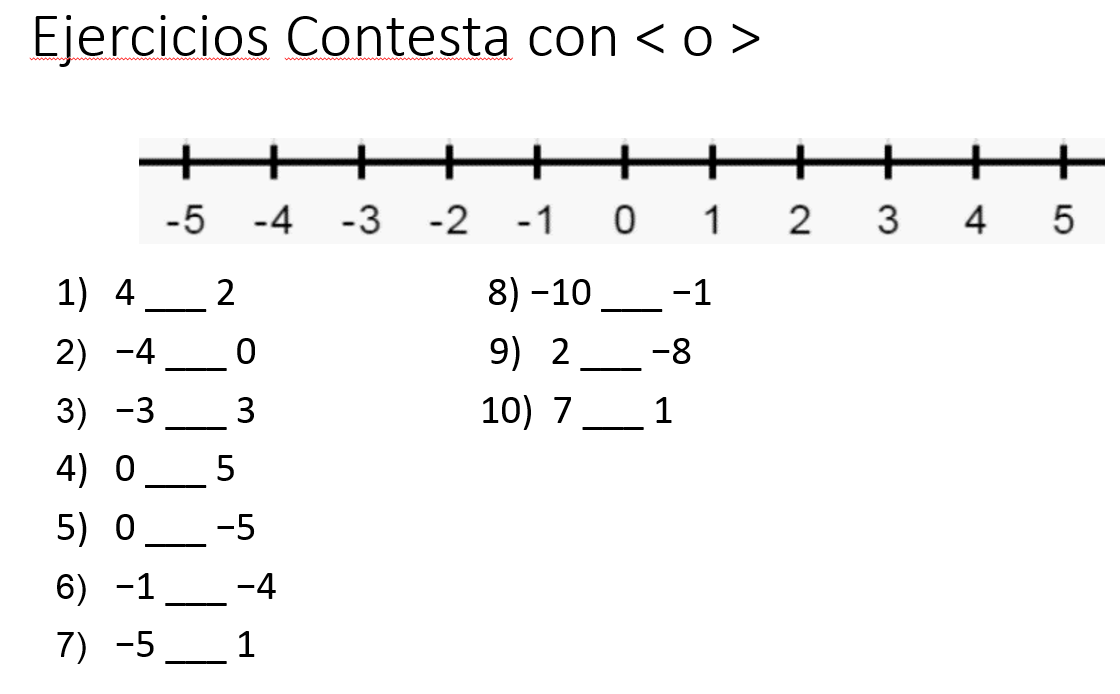 Ejercicios Contesta con < o >
-5 -4 -3 -2 -1 0 1 2 3 4 5
1) 4 ___ 2
2) −4 ___ 0
3) −3 ___ 3
4) 0 ___ 5
5) 0 ___ −5
6) −1 ___ −4
7) −5 ___ 1
8) −10 ___ −1
9) 2 ___ −8
10) 7 ___ 1